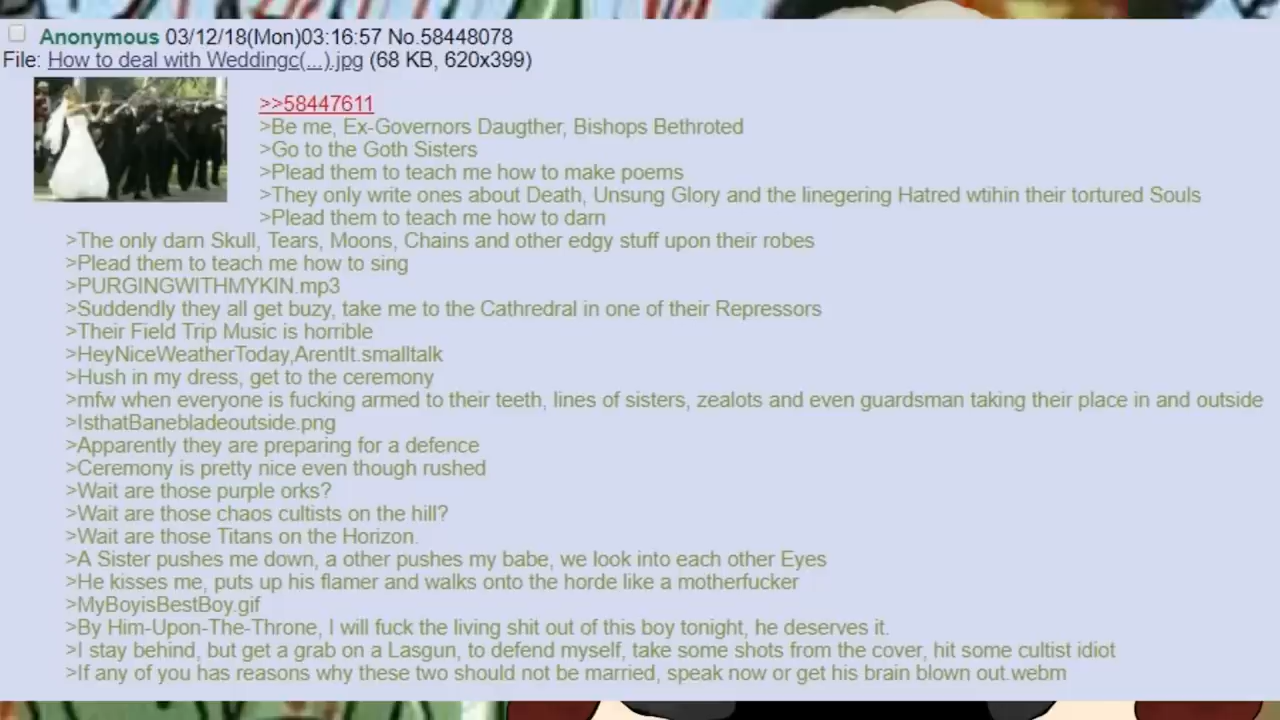 Anonymous 03/12/18(Mon)03:16:57 No.58448078
File: How to deal with Weddingc(...).jpg (68 KB, 620x399)
>>58447611
>Be me, Ex-Governors Daugther, Bishops Bethroted
>Go to the Goth Sisters
>Plead them to teach me how to make poems
>They only write ones about Death, Unsung Glory and the linegering Hatred wtihin their tortured Souls
>Plead them to teach me how to darn
>The only darn Skull, Tears, Moons, Chains and other edgy stuff upon their robes
>Plead them to teach me how to sing
>PURGINGWITHMYKIN.mp3
>Suddendly they all get buzy, take me to the Cathredral in one of their Repressors
>Their Field Trip Music is horrible
>HeyNiceWeatherToday,ArentIt.smalltalk
>Hush in my dress, get to the ceremony
>mfw when everyone is fucking armed to their teeth, lines of sisters, zealots and even guardsman taking their place in and outside
>IsthatBanebladeoutside.png
>Apparently they are preparing for a defence
>Ceremony is pretty nice even though rushed
>Wait are those purple orks?
>Wait are those chaos cultists on the hill?
>Wait are those Titans on the Horizon.
>A Sister pushes me down, a other pushes my babe, we look into each other Eyes
>He kisses me, puts up his flamer and walks onto the horde like a motherfucker
>MyBoyisBestBoy.gif
>By Him-Upon-The-Throne, I will fuck the living shit out of this boy tonight, he deserves it.
>I stay behind, but get a grab on a Lasgun, to defend myself, take some shots from the cover, hit some cultist idiot
>If any of you has reasons why these two should not be married, speak now or get his brain blown out.webm